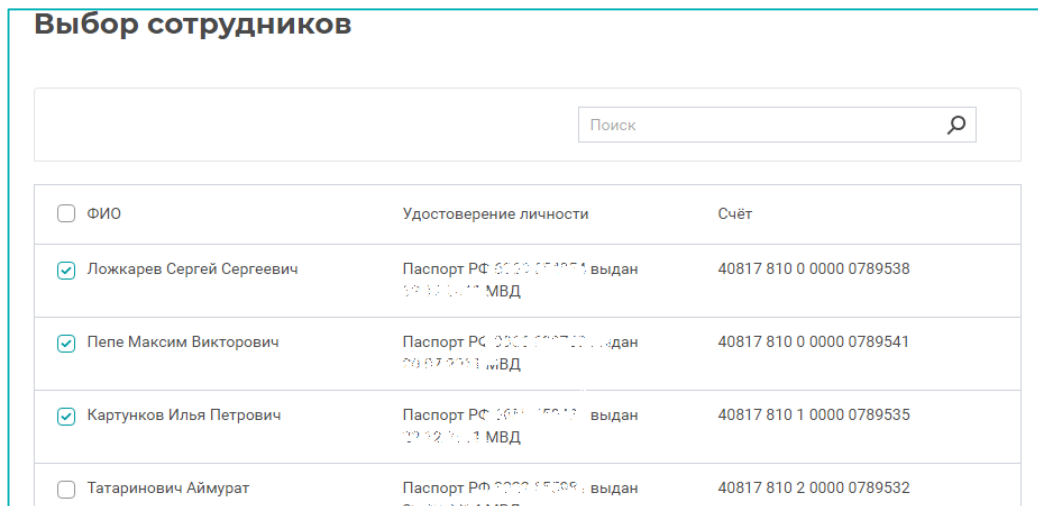 Выбор сотрудников
Поиск
ФИО Удостоверение личности Счёт
Ложкарев Сергей Сергеевич Паспорт РФ выдан 40817 810 0 0000 0789538
МВД
Пепе Максим Викторович Паспорт 40817 810 0 0000 0789541
МВД
Картунков Илья Петрович Паспорт выдан 40817 810 1 0000 0789535
МВД
Татаринович Аймурат Паспорт РФ выдан 40817 810 2 0000 0789532